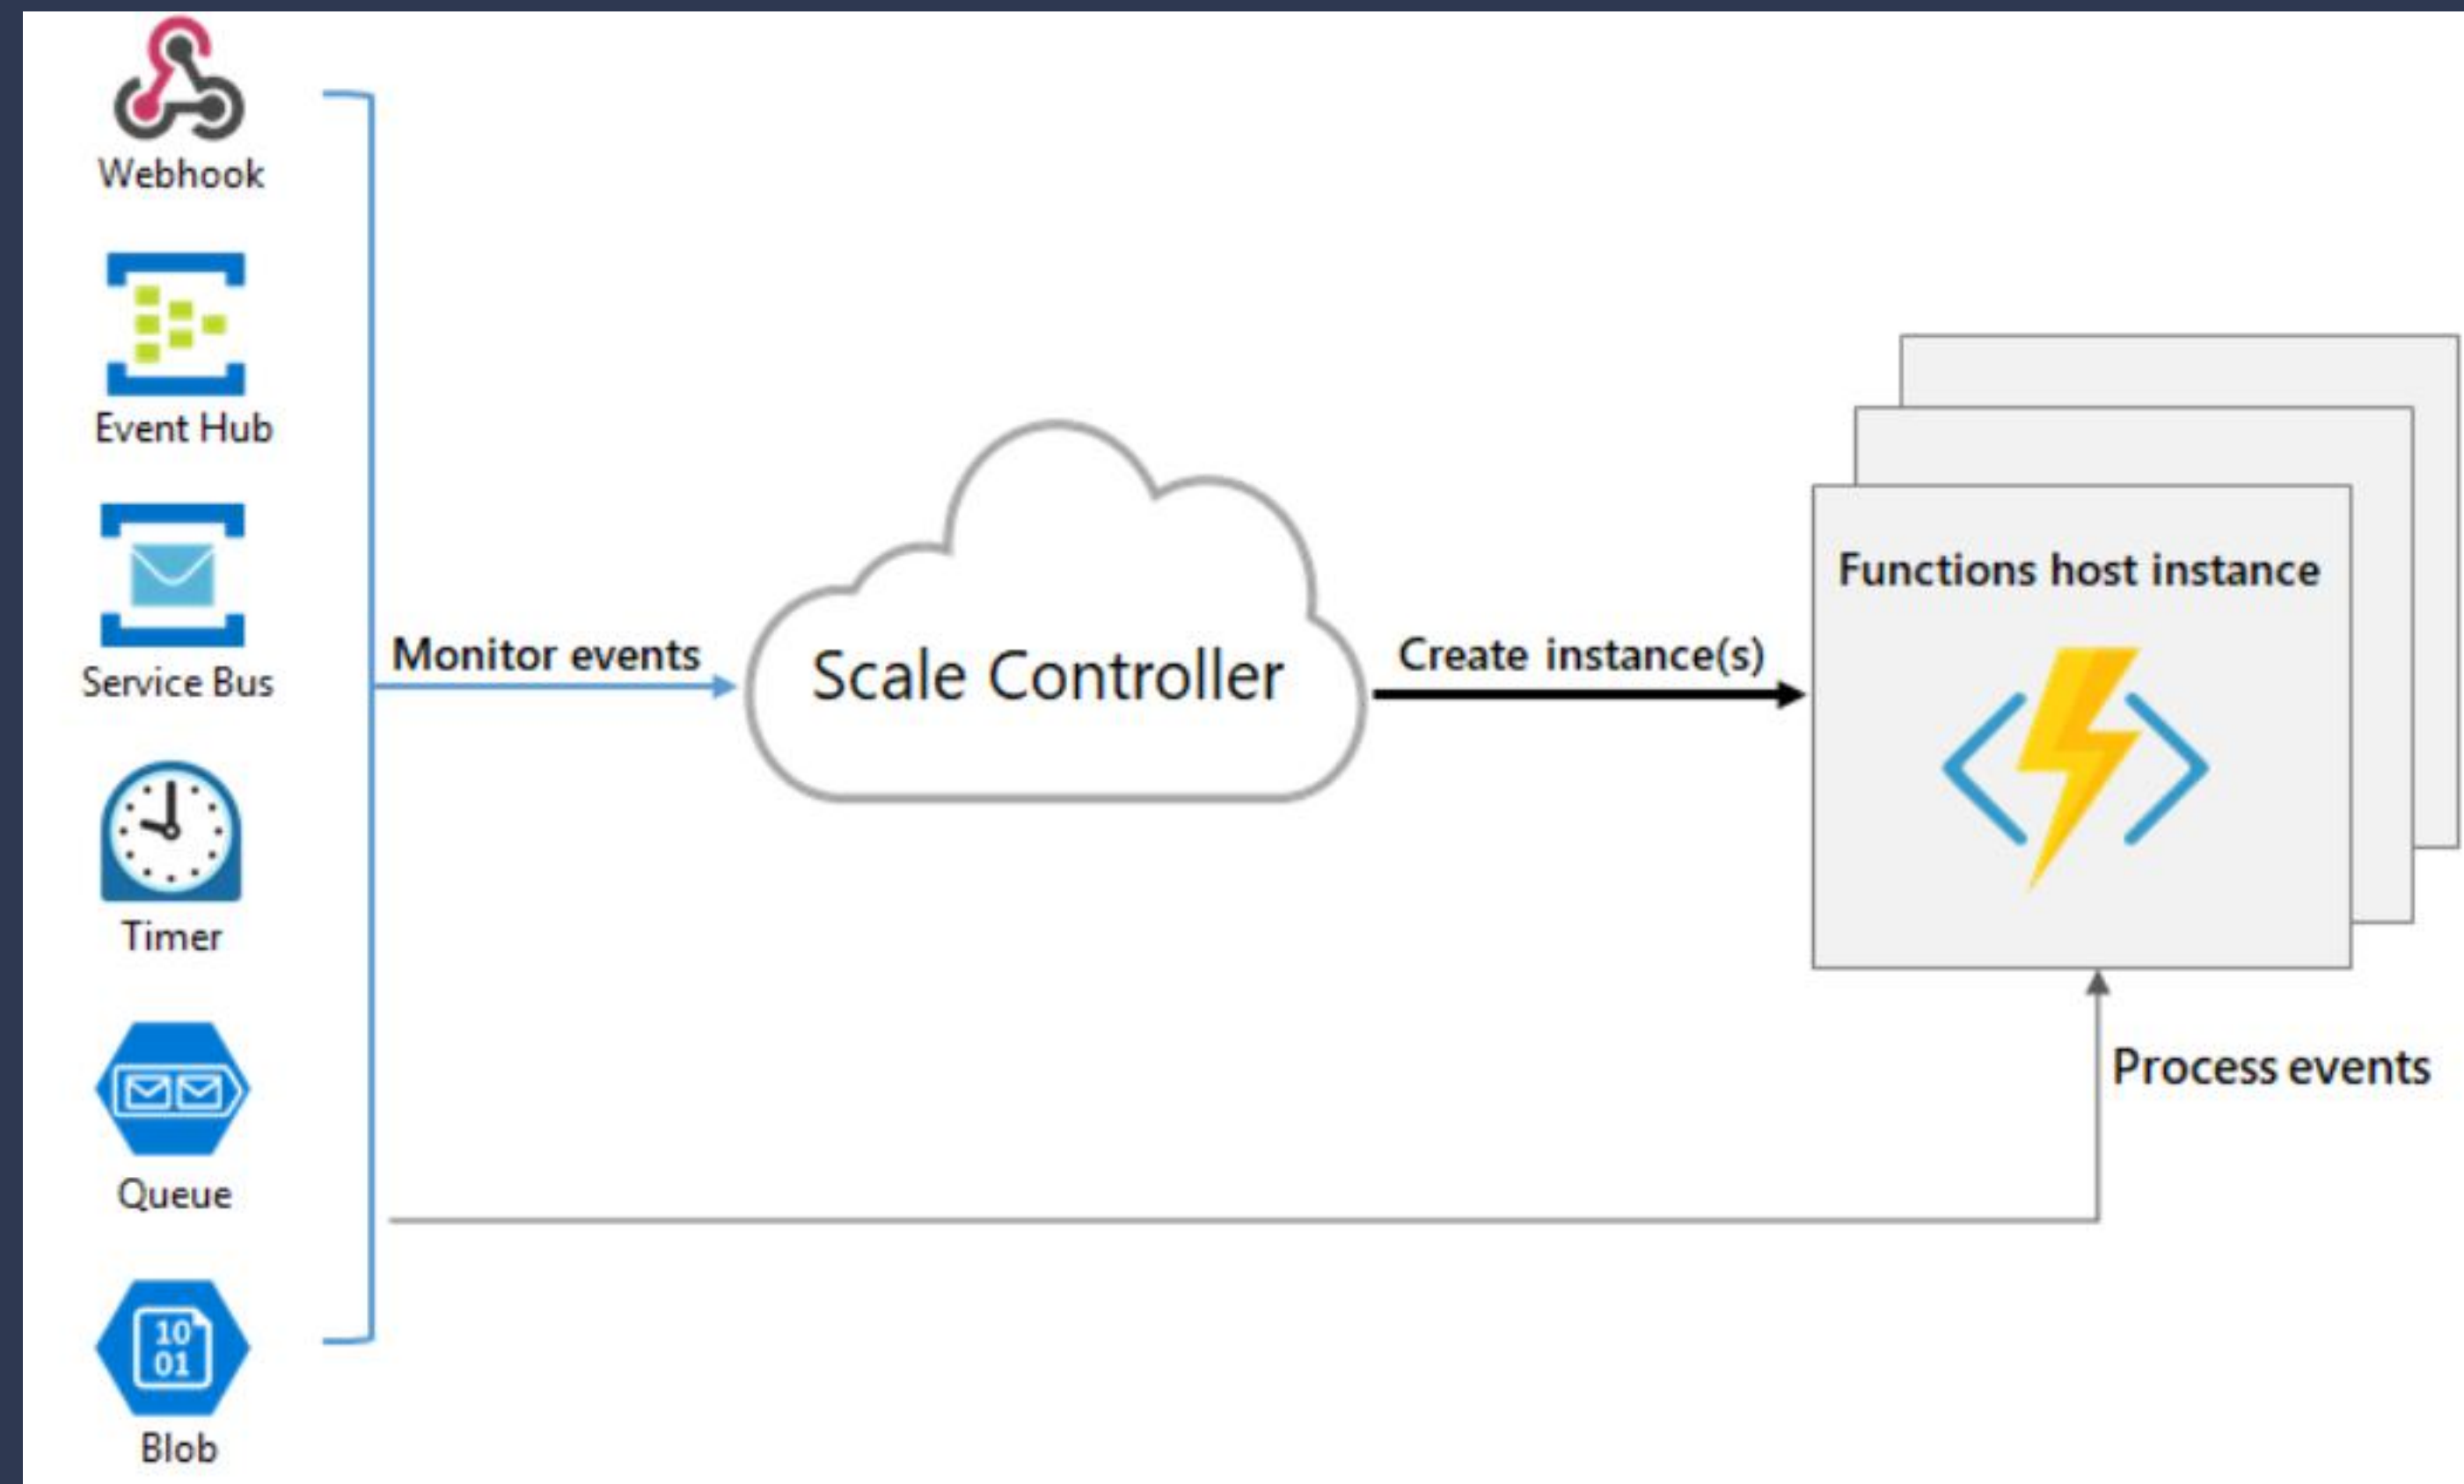 Webhook
Event Hub
Service Bus
Timer
Queue
10
01
Blob
Monitor events
Scale Controller
Create instance(s)
Functions host instance
Process events